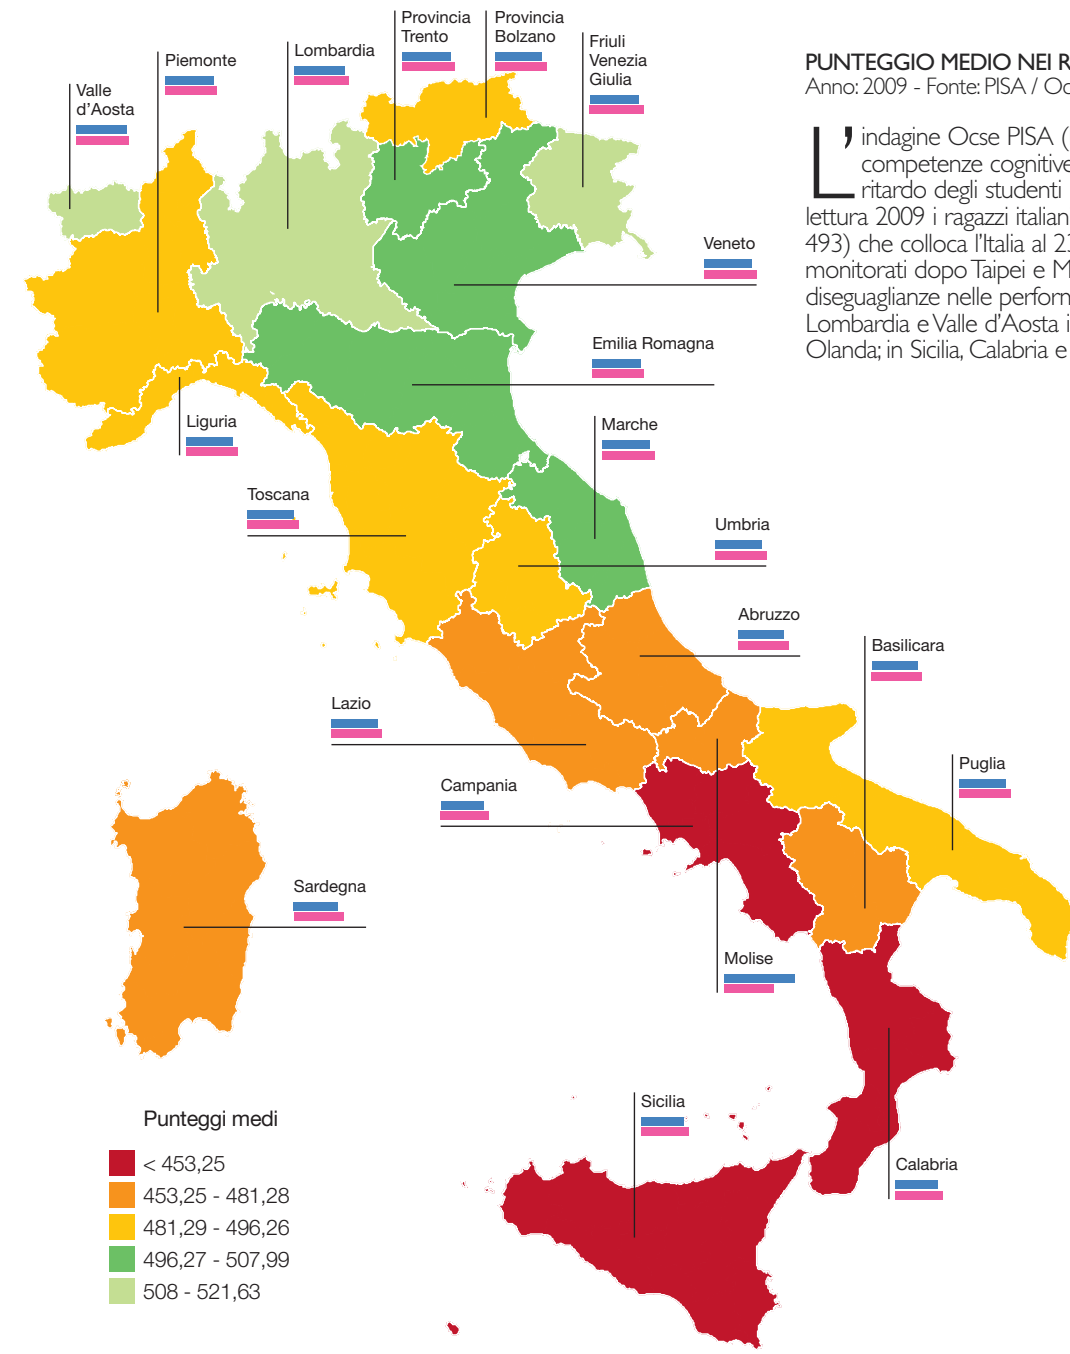 Provincia
Trento
Provincia
Bolzano
Friuli
Venezia
Giulia
Lombardia
Piemonte
Valle
d'Aosta
PUNTEGGIO MEDIO NEI R
Anno: 2009 - Fonte: PISA / Oc
L'indagine Ocse PISA (
competenze cognitive
ritardo degli studenti
lettura 2009 i ragazzi italian
493) che colloca l'Italia al 23
monitorati dopo Taipei e M
diseguaglianze nelle perform
Lombardia e Valle d'Aosta i
Olanda; in Sicilia, Calabria e
Veneto
Emilia Romagna
Liguria
Marche
Toscana
Umbria
Abruzzo
Basilicara
Lazio
Puglia
Campania
Sardegna
Molise
Sicilia
Calabria
Punteggi medi
< 453,25
453,25 - 481,28
481,29 - 496,26
496,27 - 507,99
508 - 521,63